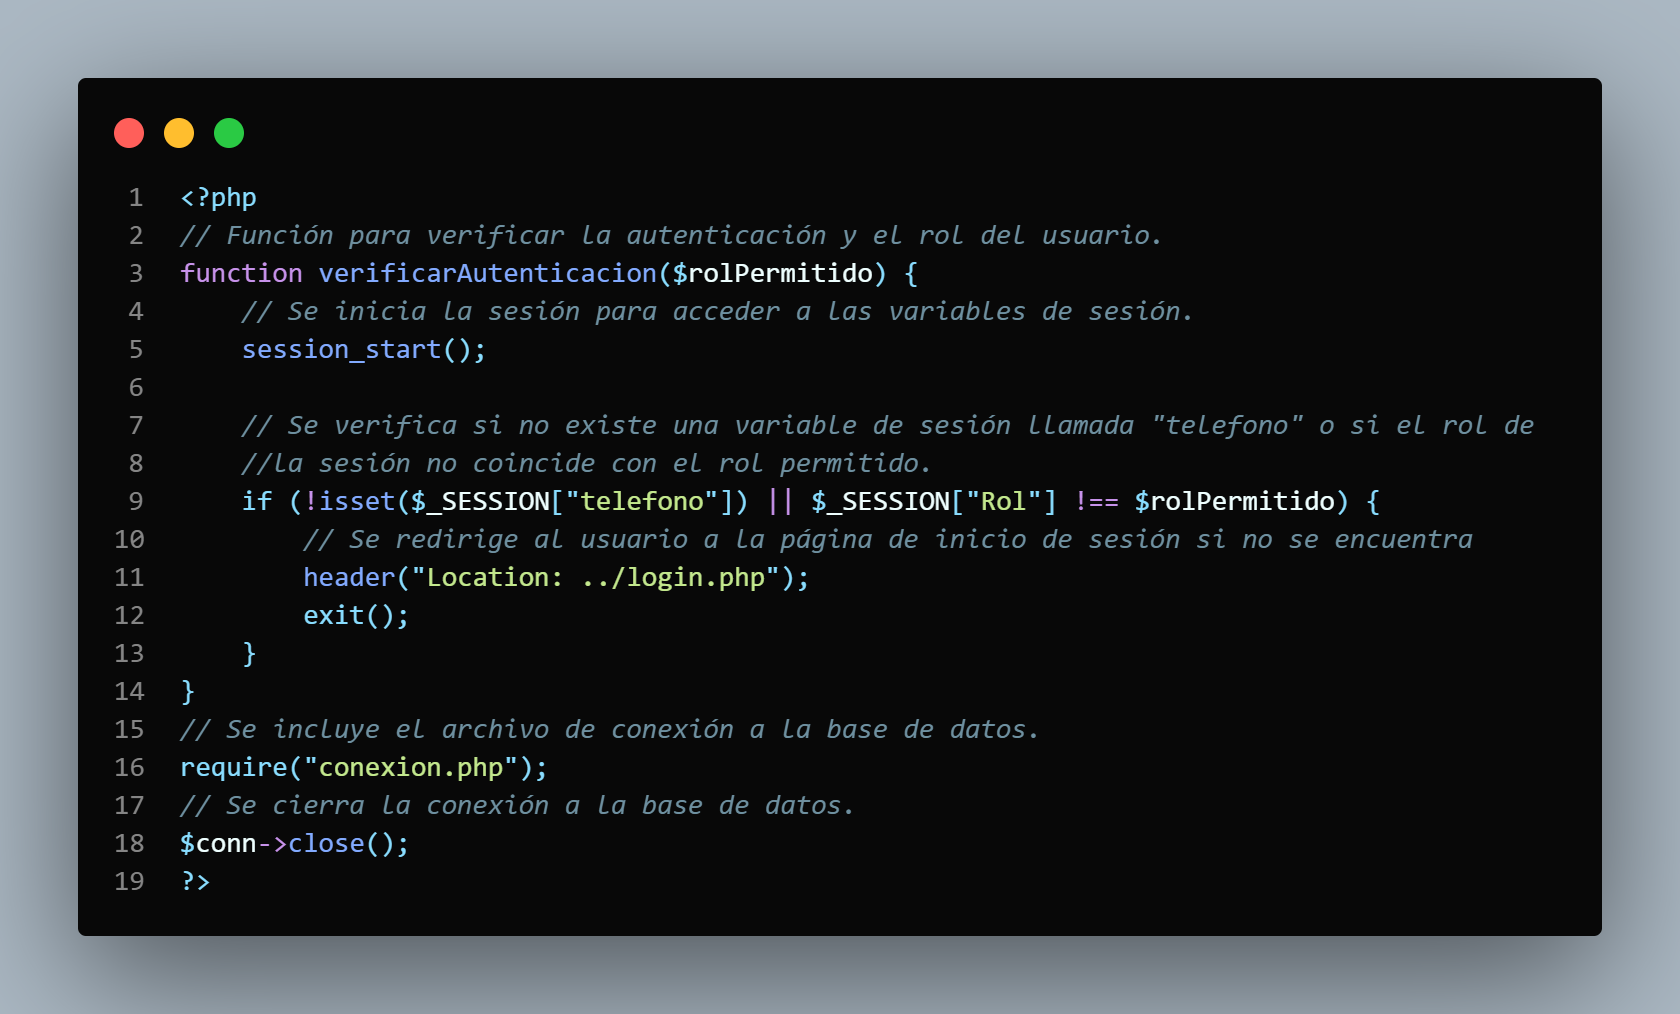 1 <?php
2 // Función para verificar la autenticación y el rol del usuario.
3 function verificarAutenticacion($rolPermitido) {
4     // Se inicia la sesión para acceder a las variables de sesión.
5     session_start();
6
7     // Se verifica si no existe una variable de sesión llamada "telefono" o si el rol de
8     //la sesión no coincide con el rol permitido.
9     if (!isset($_SESSION["telefono"]) || $_SESSION["Rol"] !== $rolPermitido) {
10         // Se redirige al usuario a la página de inicio de sesión si no se encuentra
11         header("Location: ../login.php");
12         exit();
13     }
14 }
15 // Se incluye el archivo de conexión a la base de datos.
16 require("conexion.php");
17 // Se cierra la conexión a la base de datos.
18 $conn->close();
19 ?>